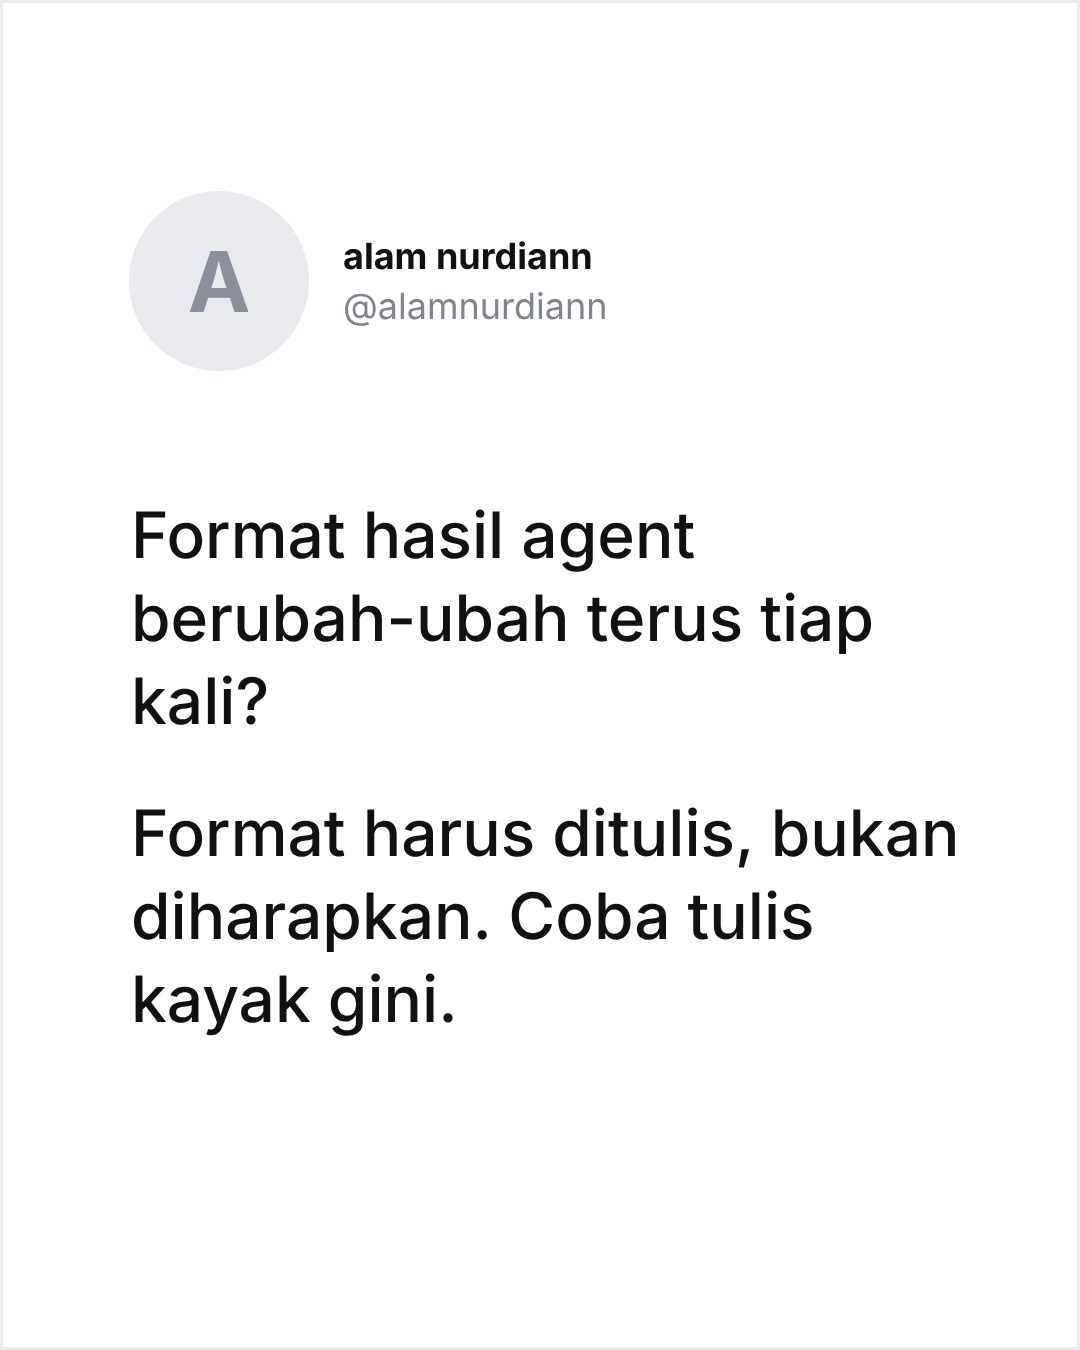 A
alam nurdiann
@alamnurdiann
Format hasil agent
berubah-ubah terus tiap
kali?
Format harus ditulis, bukan
diharapkan. Coba tulis
kayak gini.